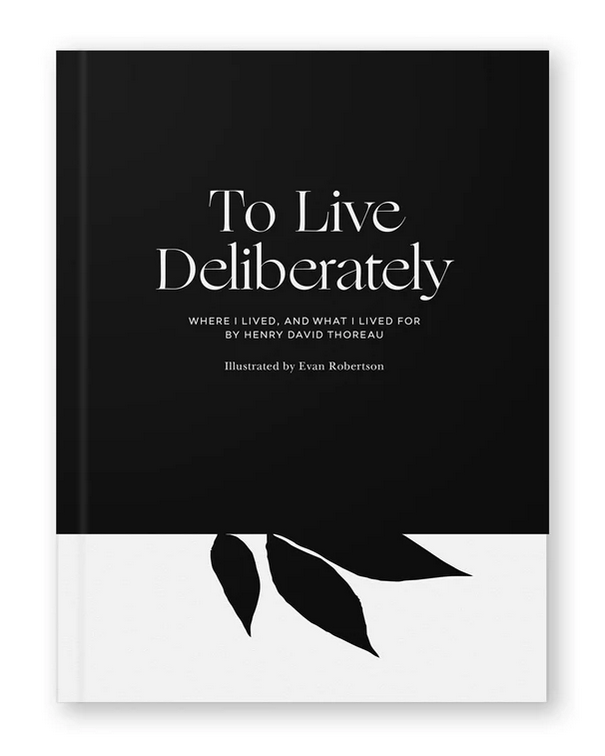 To Live
Deliberately
WHERE I LIVED, AND WHAT I LIVED FOR
BY HENRY DAVID THOREAU
Illustrated by Evan Robertson